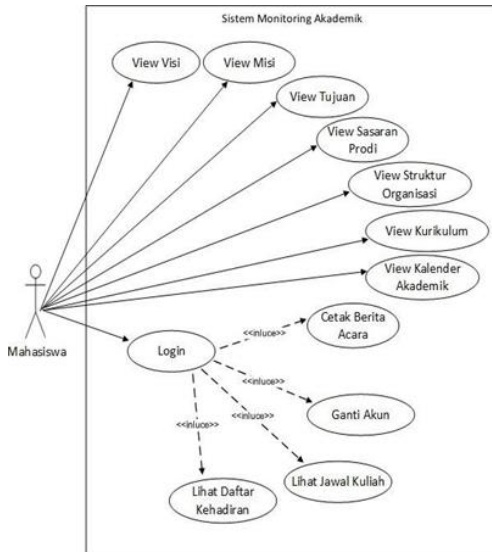 Sistem Monitoring Akademik
View Visi
View Misi
View Tujuan
View Sasaran
Prodi
View Struktur
Organisasi
View Kurikulum
View Kalender
Akademik
Mahasiswa
Login
<<inluce>>
Cetak Berita
Acara
<<inluce>>
Ganti Akun
<<inluce>>
Lihat Jawal Kuliah
<<inluce>>
Lihat Daftar
Kehadiran